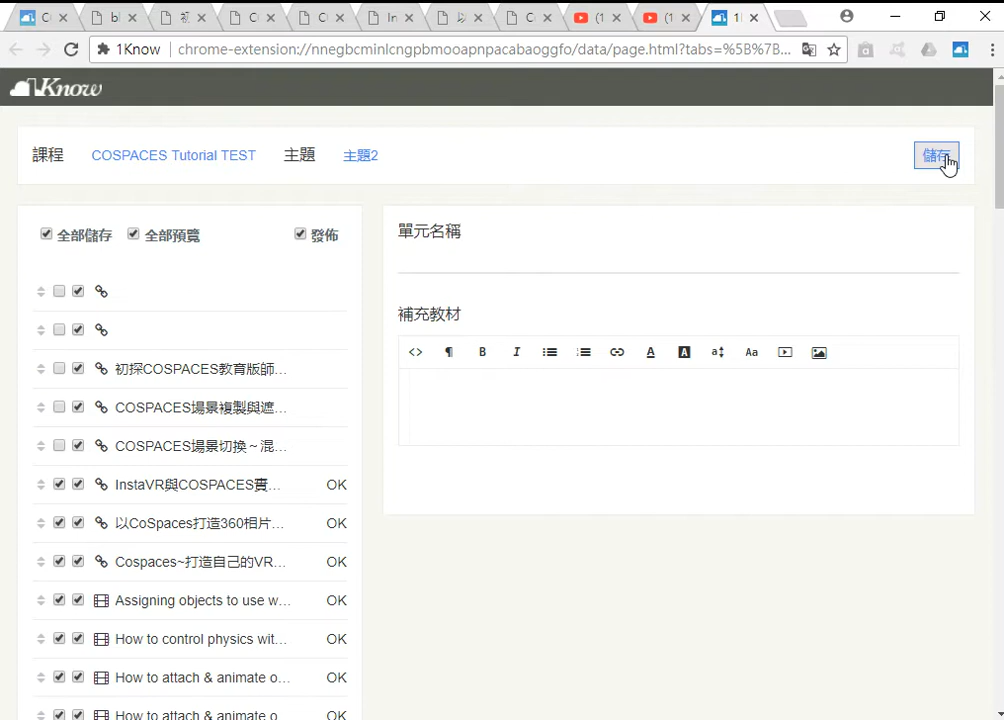 1Know
chrome-extension://nnegbcminlcngpbmooapnpacabaoggfo/data/page.html?tabs=%5B%7B...
Know
課程 COSPACES Tutorial TEST 主題 主題2 儲存
全部儲存 全部預覽 發佈
單元名稱
補充教材
初探COSPACES教育版師...
COSPACES場景複製與遮...
COSPACES場景切換～混...
InstaVR與COSPACES實... OK
以CoSpaces打造360相片... OK
Cospaces~打造自己的VR... OK
Assigning objects to use w... OK
How to control physics wit... OK
How to attach & animate o... OK
How to attach & animate o OK